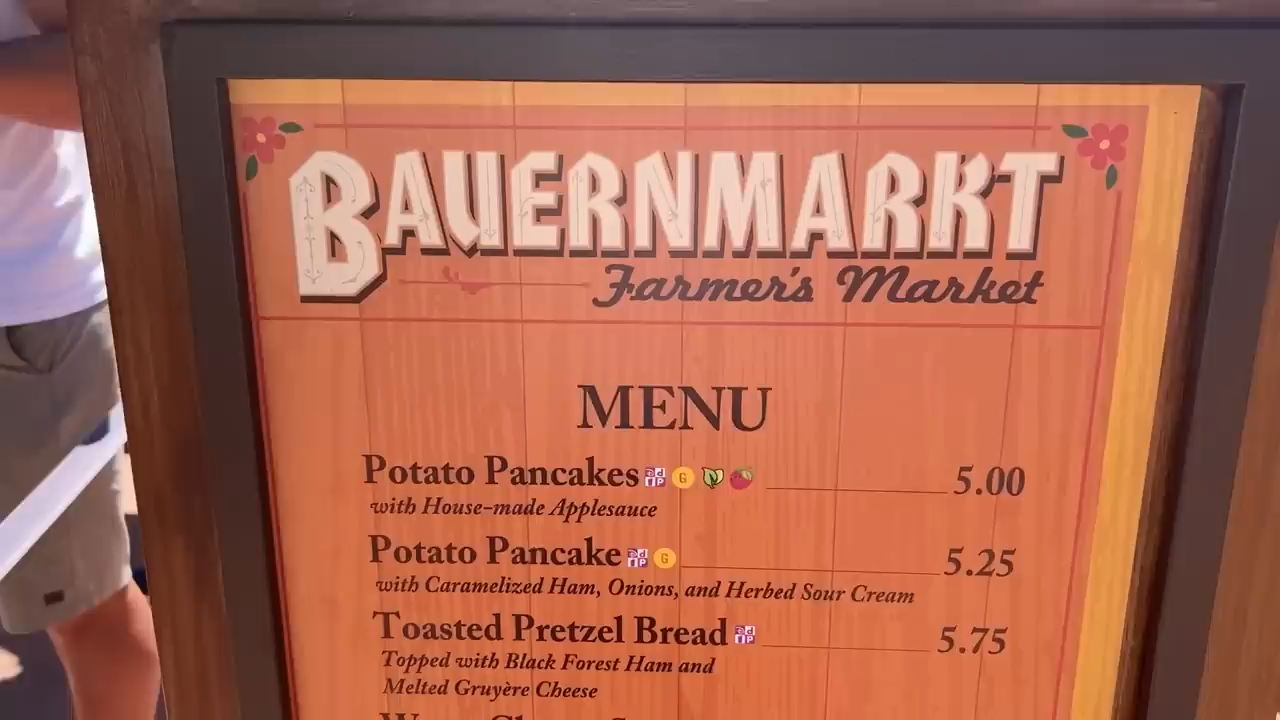 BAUERNMARKT
Farmer's Market
MENU
Potato Pancakes G 5.00
with House-made Applesauce
Potato Pancake G 5.25
with Caramelized Ham, Onions, and Herbed Sour Cream
Toasted Pretzel Bread 5.75
Topped with Black Forest Ham and
Melted Gruyère Cheese